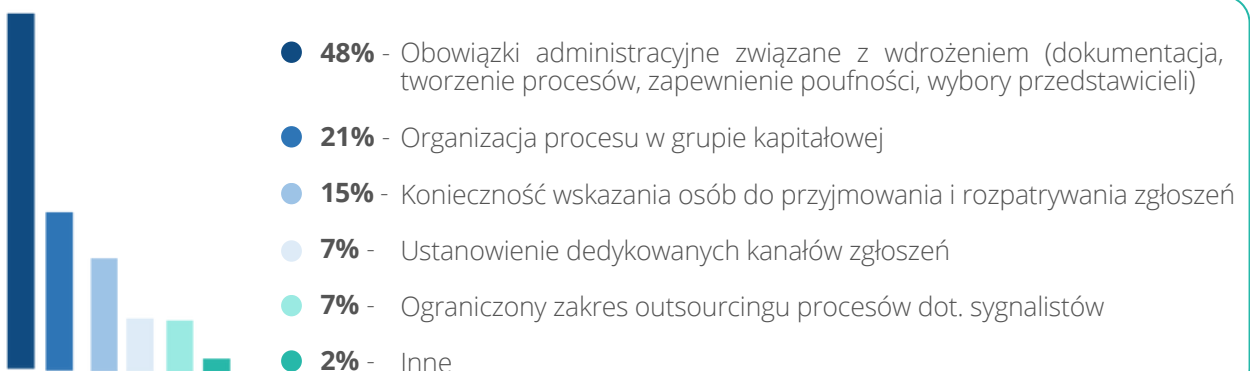 48% - Obowiązki administracyjne związane z wdrożeniem (dokumentacja,
tworzenie procesów, zapewnienie poufności, wybory przedstawicieli)
21% - Organizacja procesu w grupie kapitałowej
15% - Konieczność wskazania osób do przyjmowania i rozpatrywania zgłoszeń
7% - Ustanowienie dedykowanych kanałów zgłoszeń
7% - Ograniczony zakres outsourcingu procesów dot. sygnalistów
2% - Inne